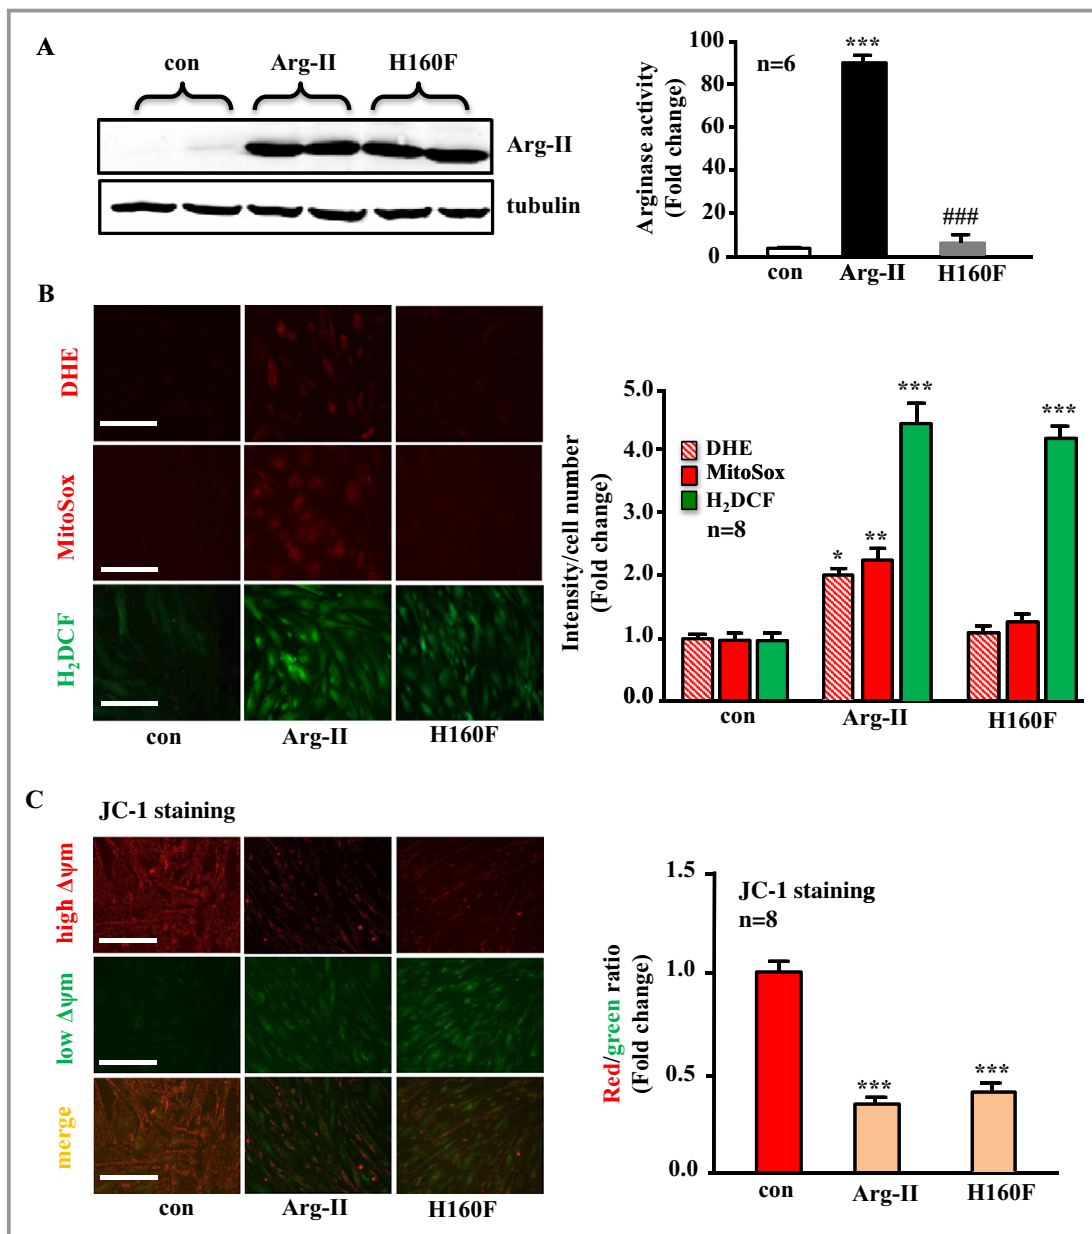 A
con
Arg-II
H160F
Arg-II
tubulin
Arginase activity
(Fold change)
100
80
60
40
20
0
n=6
***
###
con
Arg-II
H160F
B
DHE
MitoSox
H₂DCF
con
Arg-II
H160F
Intensity/cell number
(Fold change)
5.0
4.0
3.0
2.0
1.0
0.0
DHE
MitoSox
H₂DCF
n=8
*
**
***
***
con
Arg-II
H160F
C
JC-1 staining
high Δψm
low Δψm
merge
con
Arg-II
H160F
Red/green ratio
(Fold change)
1.5
1.0
0.5
0.0
JC-1 staining
n=8
***
***
con
Arg-II
H160F